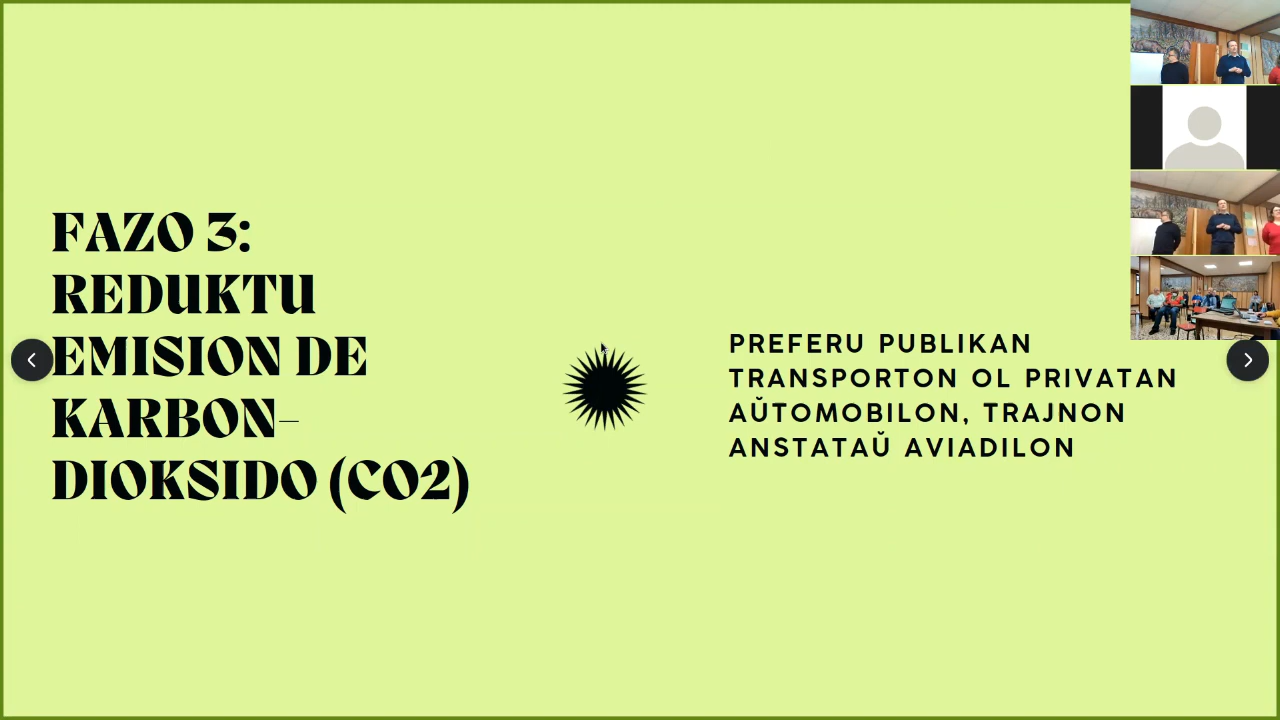 FAZO 3:
REDUKTU
EMISION DE
KARBON-
DIOKSIDO (CO2)
PREFERU PUBLIKAN
TRANSPORTON OL PRIVATAN
AŬTOMOBILON, TRAJNON
ANSTATAŬ AVIADILON